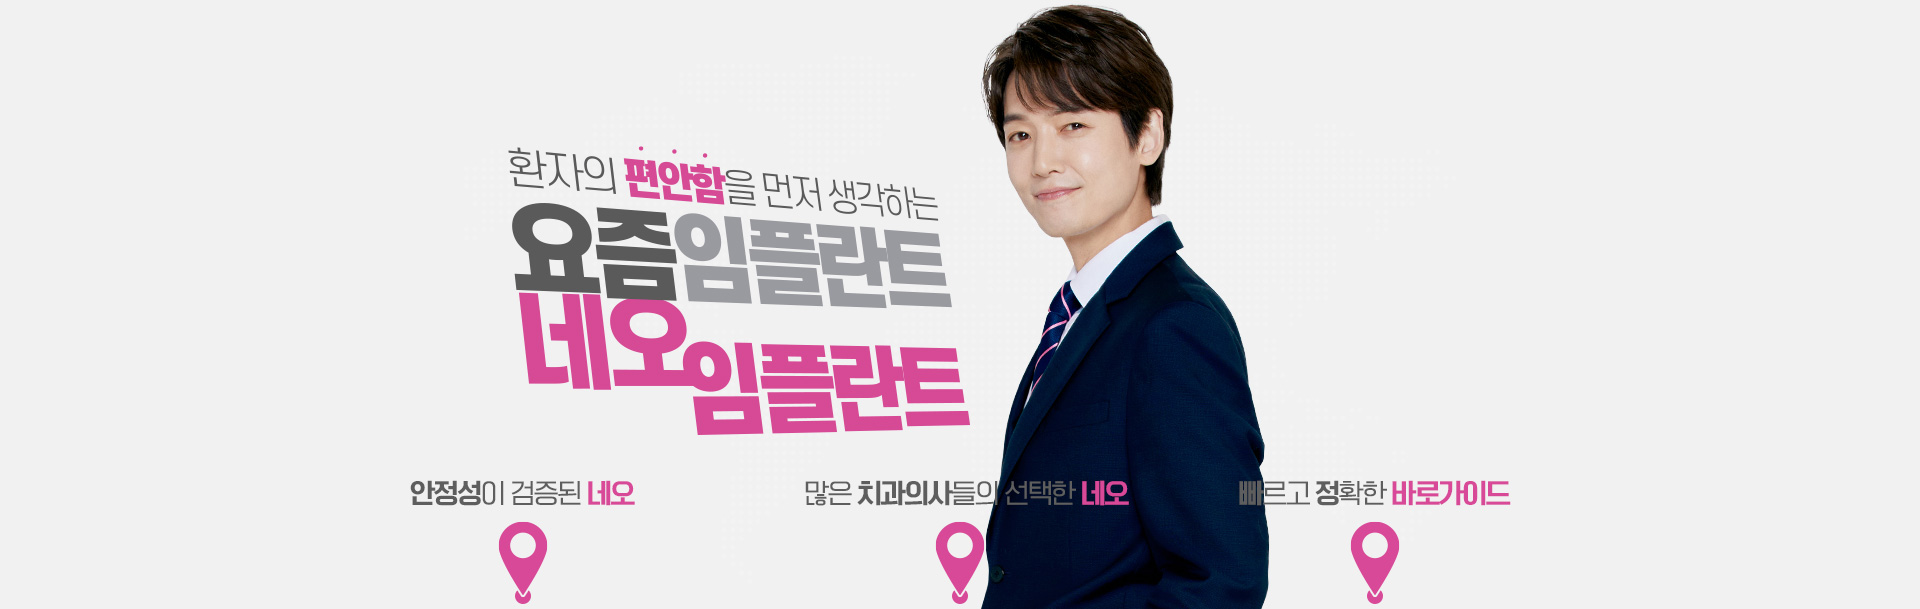 환자의 편안함을 먼저 생각하는
요즘임플란트
네오임플란트
안정성이 검증된 네오
많은 치과의사들의 선택한 네오
빠르고 정확한 바로가이드